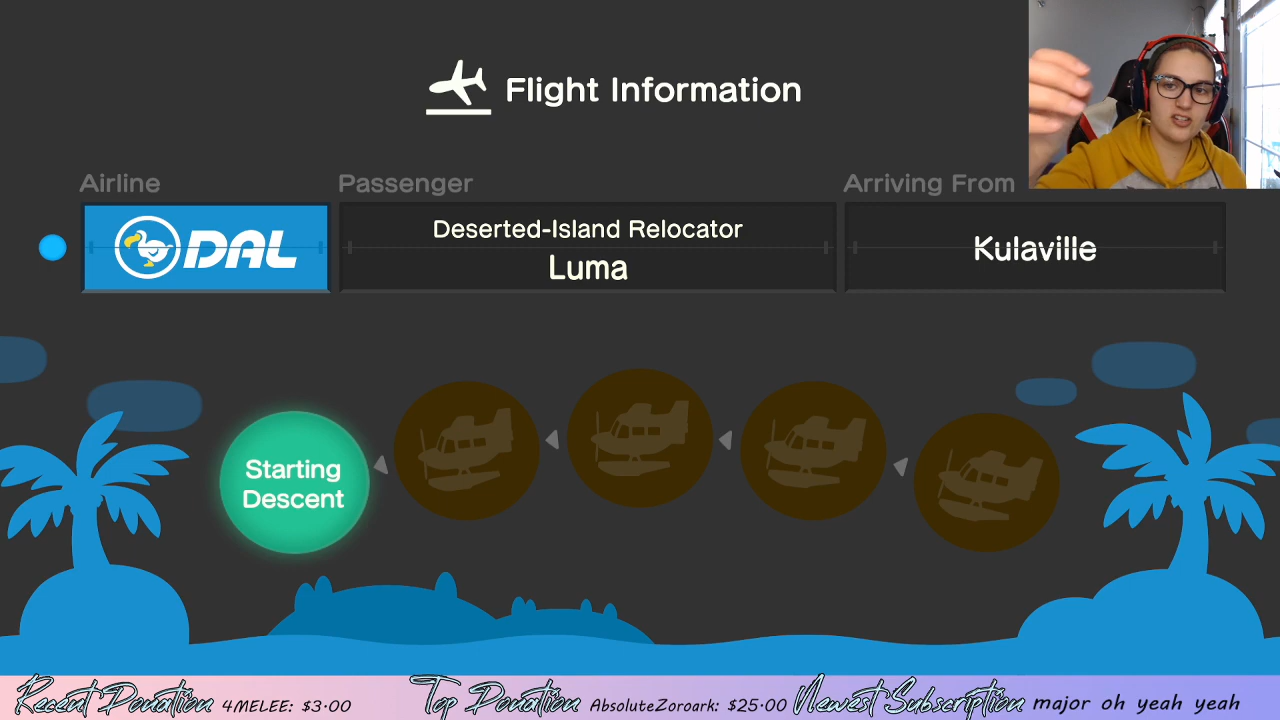 Flight Information
Airline
Passenger
Arriving From
DAL
Deserted-Island Relocator
Luma
Kulaville
Starting
Descent
Recent Donation 4MELEE: $3.00 Top Donation AbsoluteZoroark: $25.00 Newest Subscription major oh yeah yeah